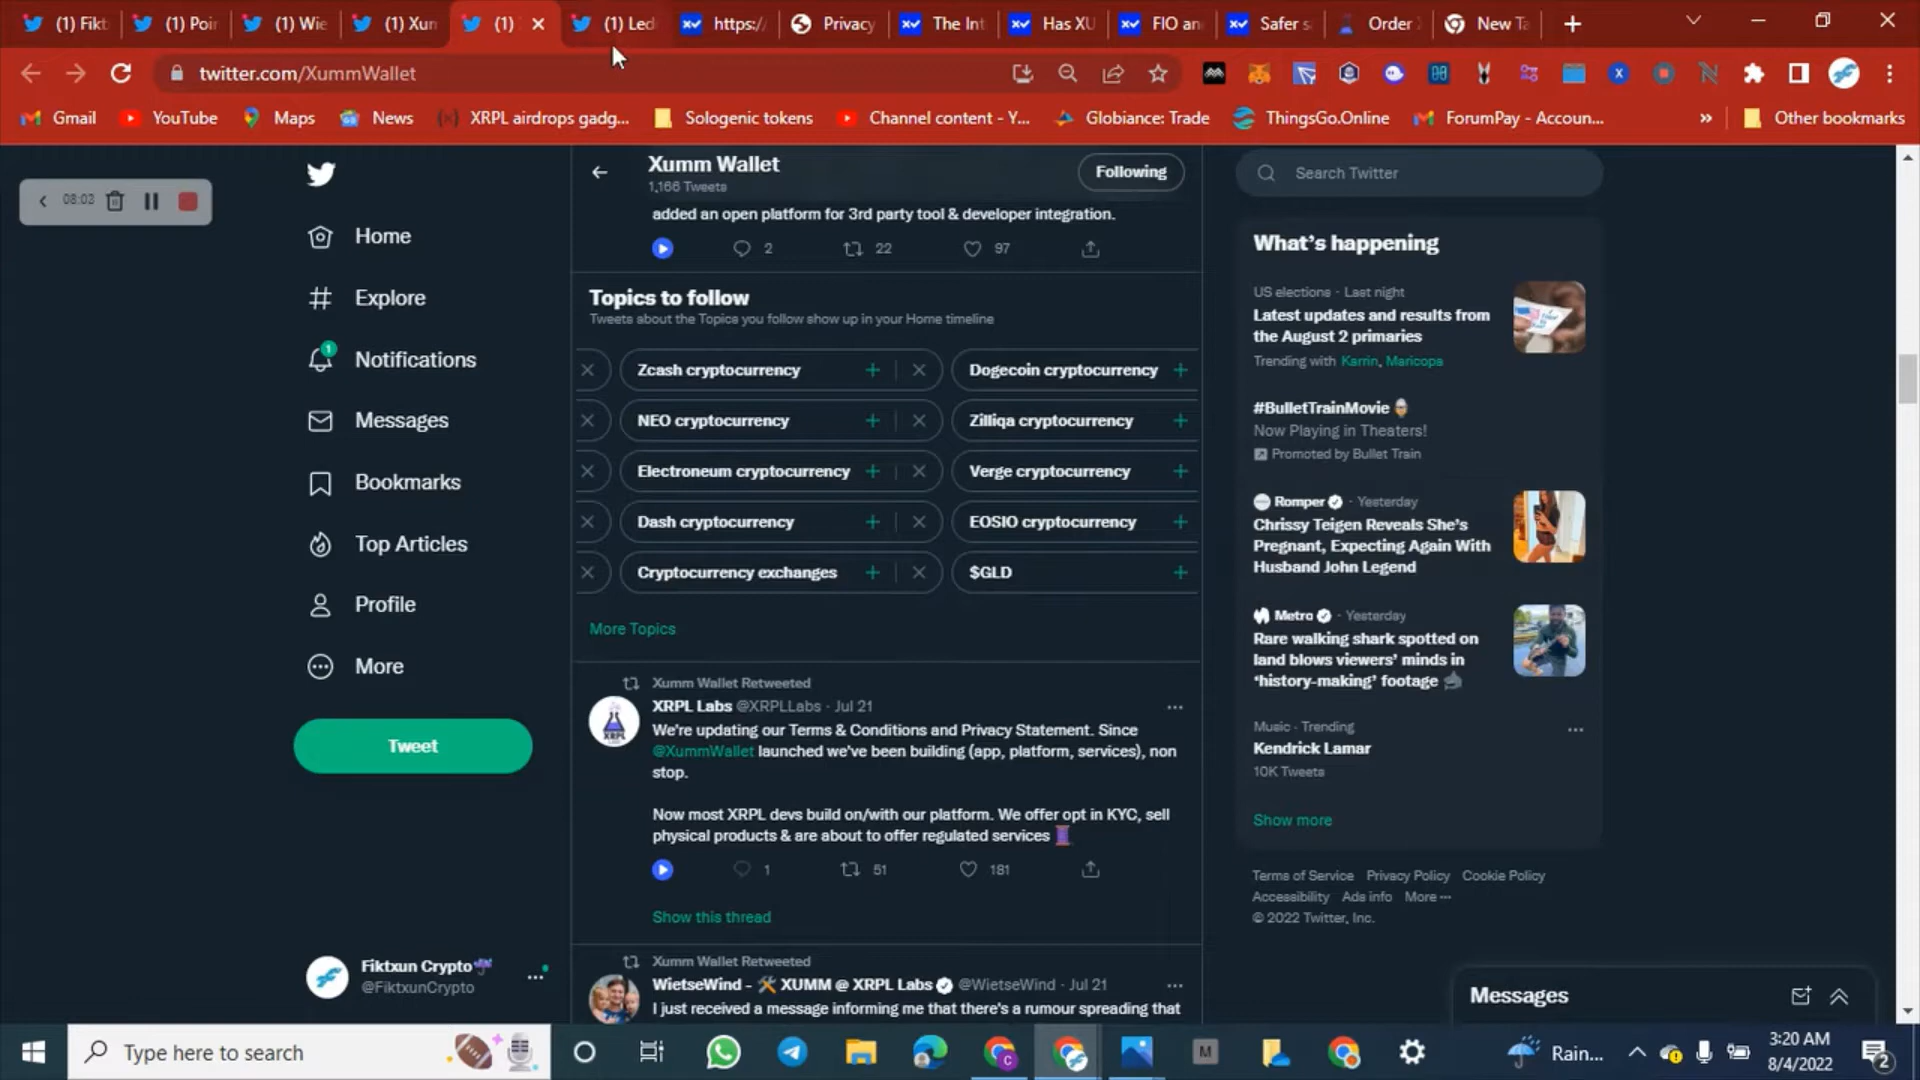 (1) Fikt
(1) Poir
(1) Wie
(1) Xun
(1)
(1) Led
https:/
Privacy
The Int
Has XU
FIO an
Safer s
Order
New Ta
twitter.com/XummWallet
Gmail
YouTube
Maps
News
XRPL airdrops gadg...
Sologenic tokens
Channel content - Y...
Globiance: Trade
ThingsGo.Online
ForumPay - Accoun...
»
Other bookmarks
08:03
Home
Explore
1
Notifications
Messages
Bookmarks
Top Articles
Profile
More
Tweet
Fiktxun Crypto
@FiktxunCrypto
Xumm Wallet
1,166 Tweets
Following
added an open platform for 3rd party tool & developer integration.
2 22 97
Topics to follow
Tweets about the Topics you follow show up in your Home timeline
Zcash cryptocurrency
Dogecoin cryptocurrency
NEO cryptocurrency
Zilliqa cryptocurrency
Electroneum cryptocurrency
Verge cryptocurrency
Dash cryptocurrency
EOSIO cryptocurrency
Cryptocurrency exchanges
$GLD
More Topics
Xumm Wallet Retweeted
XRPL Labs @XRPLLabs · Jul 21
We're updating our Terms & Conditions and Privacy Statement. Since
@XummWallet launched we've been building (app, platform, services), non
stop.
Now most XRPL devs build on/with our platform. We offer opt in KYC, sell
physical products & are about to offer regulated services
1 51 181
Show this thread
Xumm Wallet Retweeted
WietseWind - XUMM @ XRPL Labs @WietseWind · Jul 21
I just received a message informing me that there's a rumour spreading that
Search Twitter
What's happening
US elections · Last night
Latest updates and results from
the August 2 primaries
Trending with Karrin, Maricopa
#BulletTrainMovie
Now Playing in Theaters!
Promoted by Bullet Train
Romper · Yesterday
Chrissy Teigen Reveals She's
Pregnant, Expecting Again With
Husband John Legend
Metro · Yesterday
Rare walking shark spotted on
land blows viewers' minds in
'history-making' footage
Music · Trending
Kendrick Lamar
10K Tweets
Show more
Terms of Service Privacy Policy Cookie Policy
Accessibility Ads info More
© 2022 Twitter, Inc.
Messages
Type here to search
Rain...
3:20 AM
8/4/2022
2